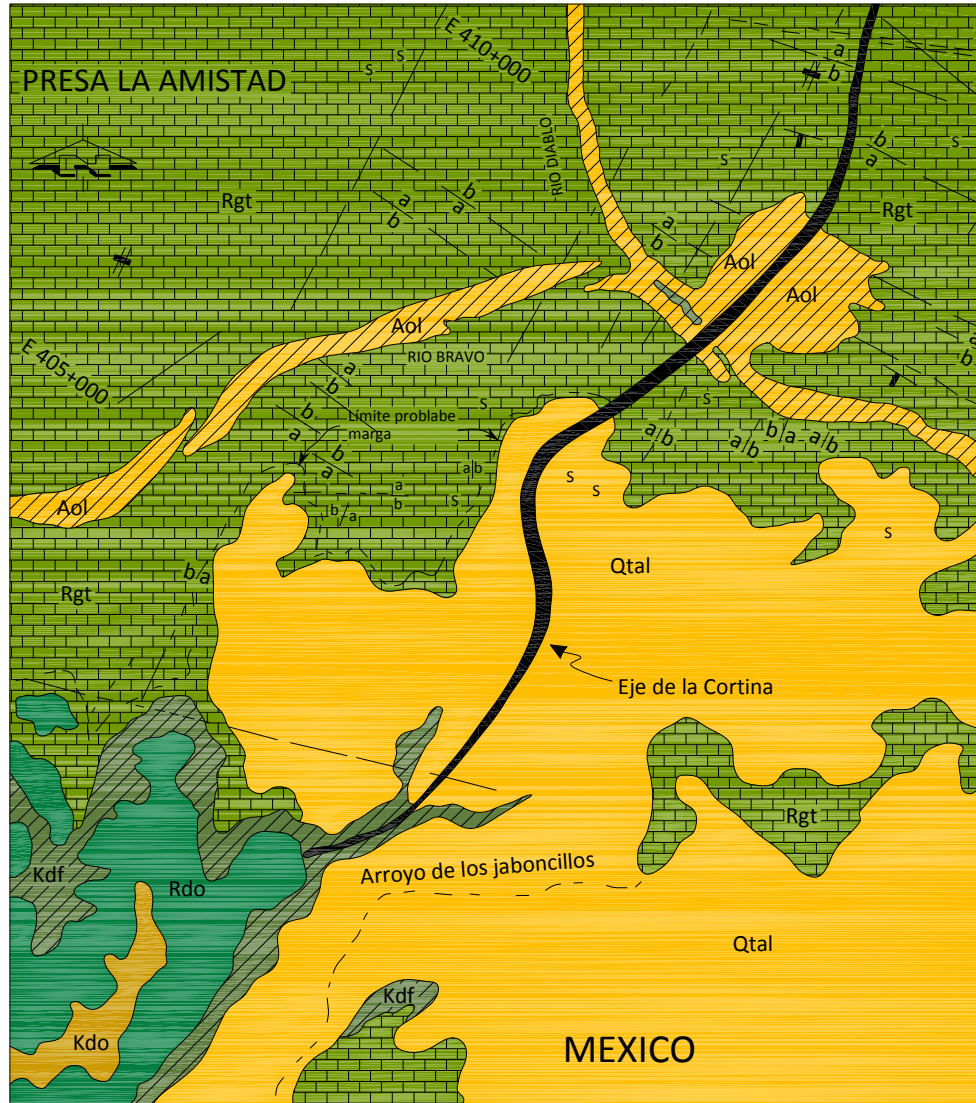 E 410+000
PRESA LA AMISTAD
S
S
a
b
RIO DIABLO
b
a
S
S
b
a
a
b
Rgt
Rgt
a
b
Aol
Aol
Aol
RIO BRAVO
E 405+000
a
b
a
b
Límite problabe
marga
S
S
b
a
b
a
a/b
b/a
a/b
a/b
a/b
S
S
a
b
Aol
b/a
S
S
Qtal
b/a
Rgt
Eje de la Cortina
Rgt
Arroyo de los jaboncillos
Kdf
Rdo
Qtal
Kdf
Kdo
MEXICO